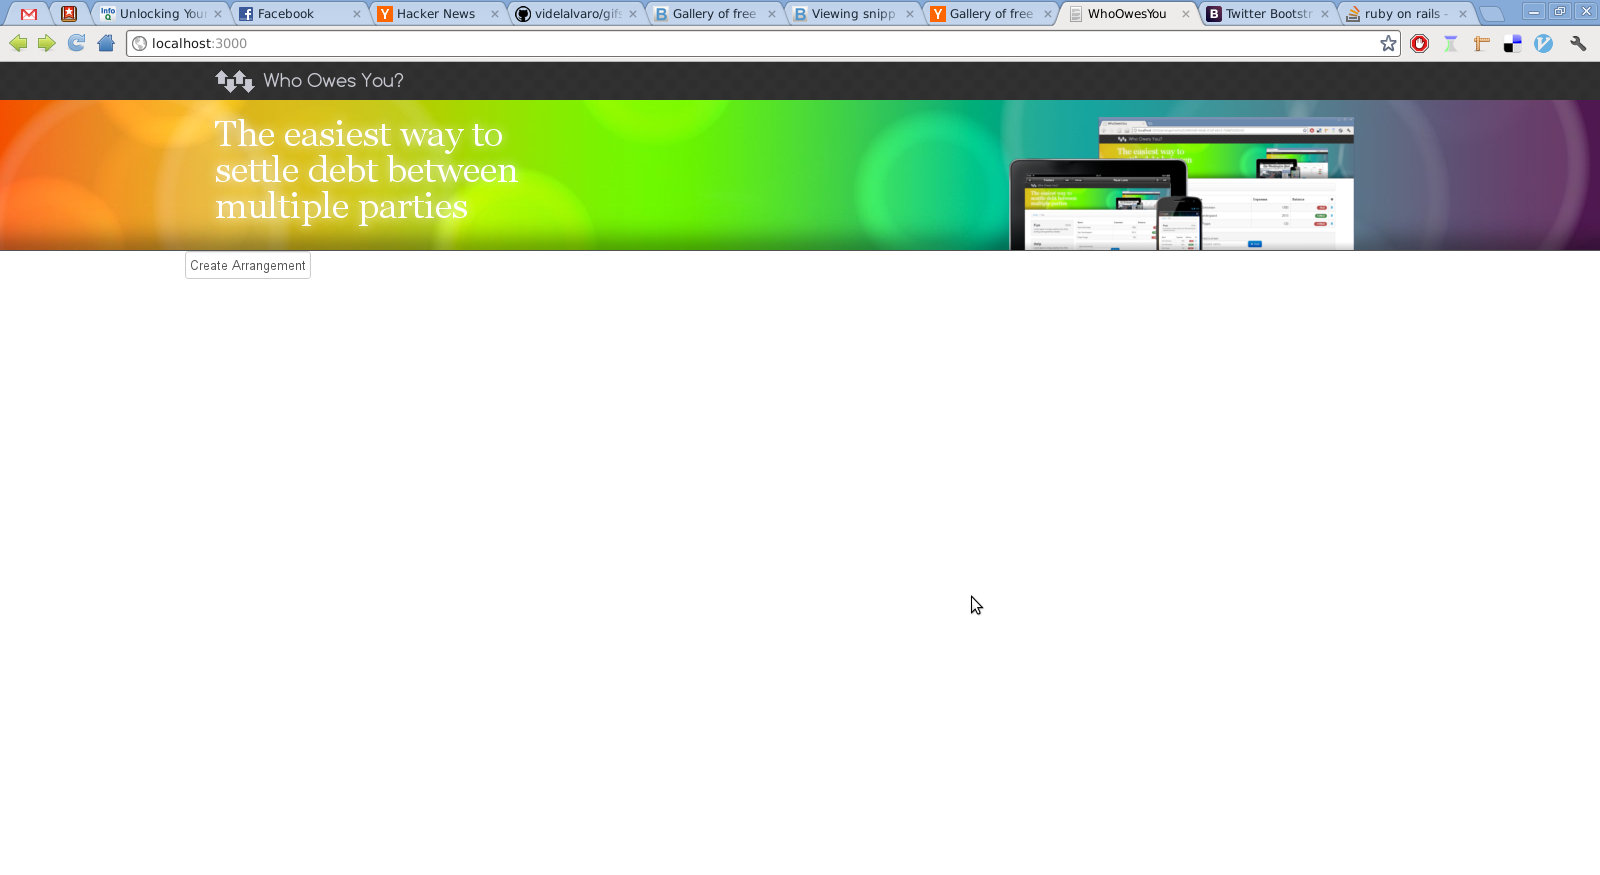 Unlocking Your
Facebook
Hacker News
videlalvaro/gifs
Gallery of free
Viewing snipp
Gallery of free
WhoOwesYou
Twitter Bootstr
ruby on rails -
localhost:3000
Who Owes You?
The easiest way to
settle debt between
multiple parties
Create Arrangement